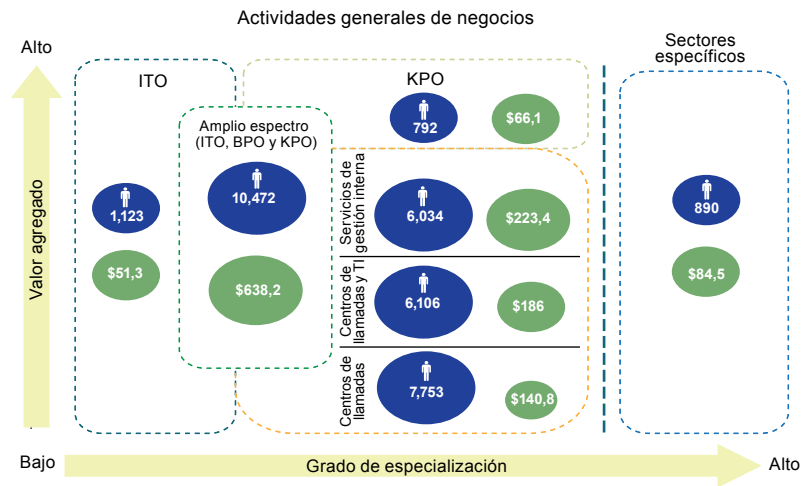 Actividades generales de negocios
Alto
Sectores
específicos
ITO
KPO
792
$66,1
Amplio espectro
(ITO, BPO y KPO)
10,472
$638,2
1,123
$51,3
Valor agregado
Servicios de
gestión interna
6,034
$223,4
890
$84,5
Centros de
llamadas y TI
6,106
$186
Centros de
llamadas
7,753
$140,8
Bajo
Grado de especialización
Alto